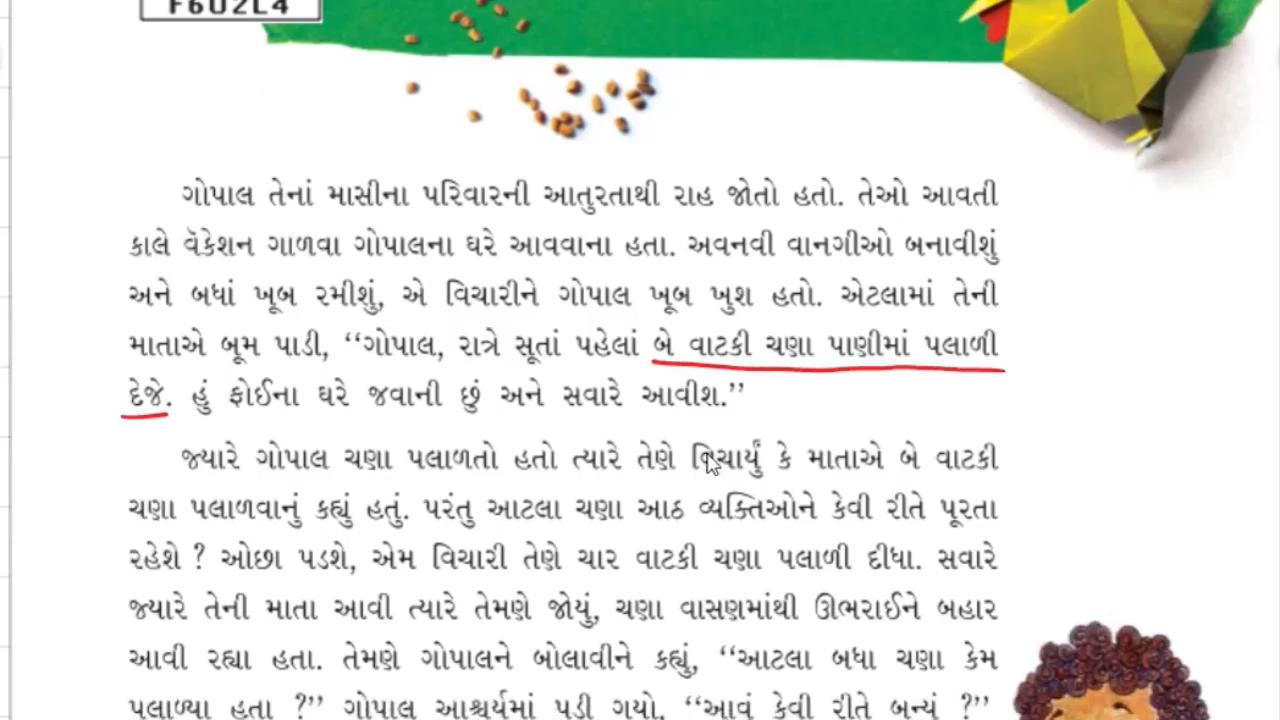 F6U2L4
ગોપાલ તેનાં માસીના પરિવારની આતુરતાથી રાહ જોતો હતો. તેઓ આવતી
કાલે વૅકેશન ગાળવા ગોપાલના ઘરે આવવાના હતા. અવનવી વાનગીઓ બનાવીશું
અને બધાં ખૂબ રમીશું, એ વિચારીને ગોપાલ ખૂબ ખુશ હતો. એટલામાં તેની
માતાએ બૂમ પાડી, “ગોપાલ, રાત્રે સૂતાં પહેલાં બે વાટકી ચણા પાણીમાં પલાળી
દેજે. હું ફોઈના ઘરે જવાની છું અને સવારે આવીશ.”
જ્યારે ગોપાલ ચણા પલાળતો હતો ત્યારે તેણે વિચાર્યું કે માતાએ બે વાટકી
ચણા પલાળવાનું કહ્યું હતું. પરંતુ આટલા ચણા આઠ વ્યક્તિઓને કેવી રીતે પૂરતા
રહેશે ? ઓછા પડશે, એમ વિચારી તેણે ચાર વાટકી ચણા પલાળી દીધા. સવારે
જ્યારે તેની માતા આવી ત્યારે તેમણે જોયું, ચણા વાસણમાંથી ઊભરાઈને બહાર
આવી રહ્યા હતા. તેમણે ગોપાલને બોલાવીને કહ્યું, “આટલા બધા ચણા કેમ
પલાળ્યા હતા ?” ગોપાલ આશ્ચર્યમાં પડી ગયો, “આવું કેવી રીતે બન્યું ?”